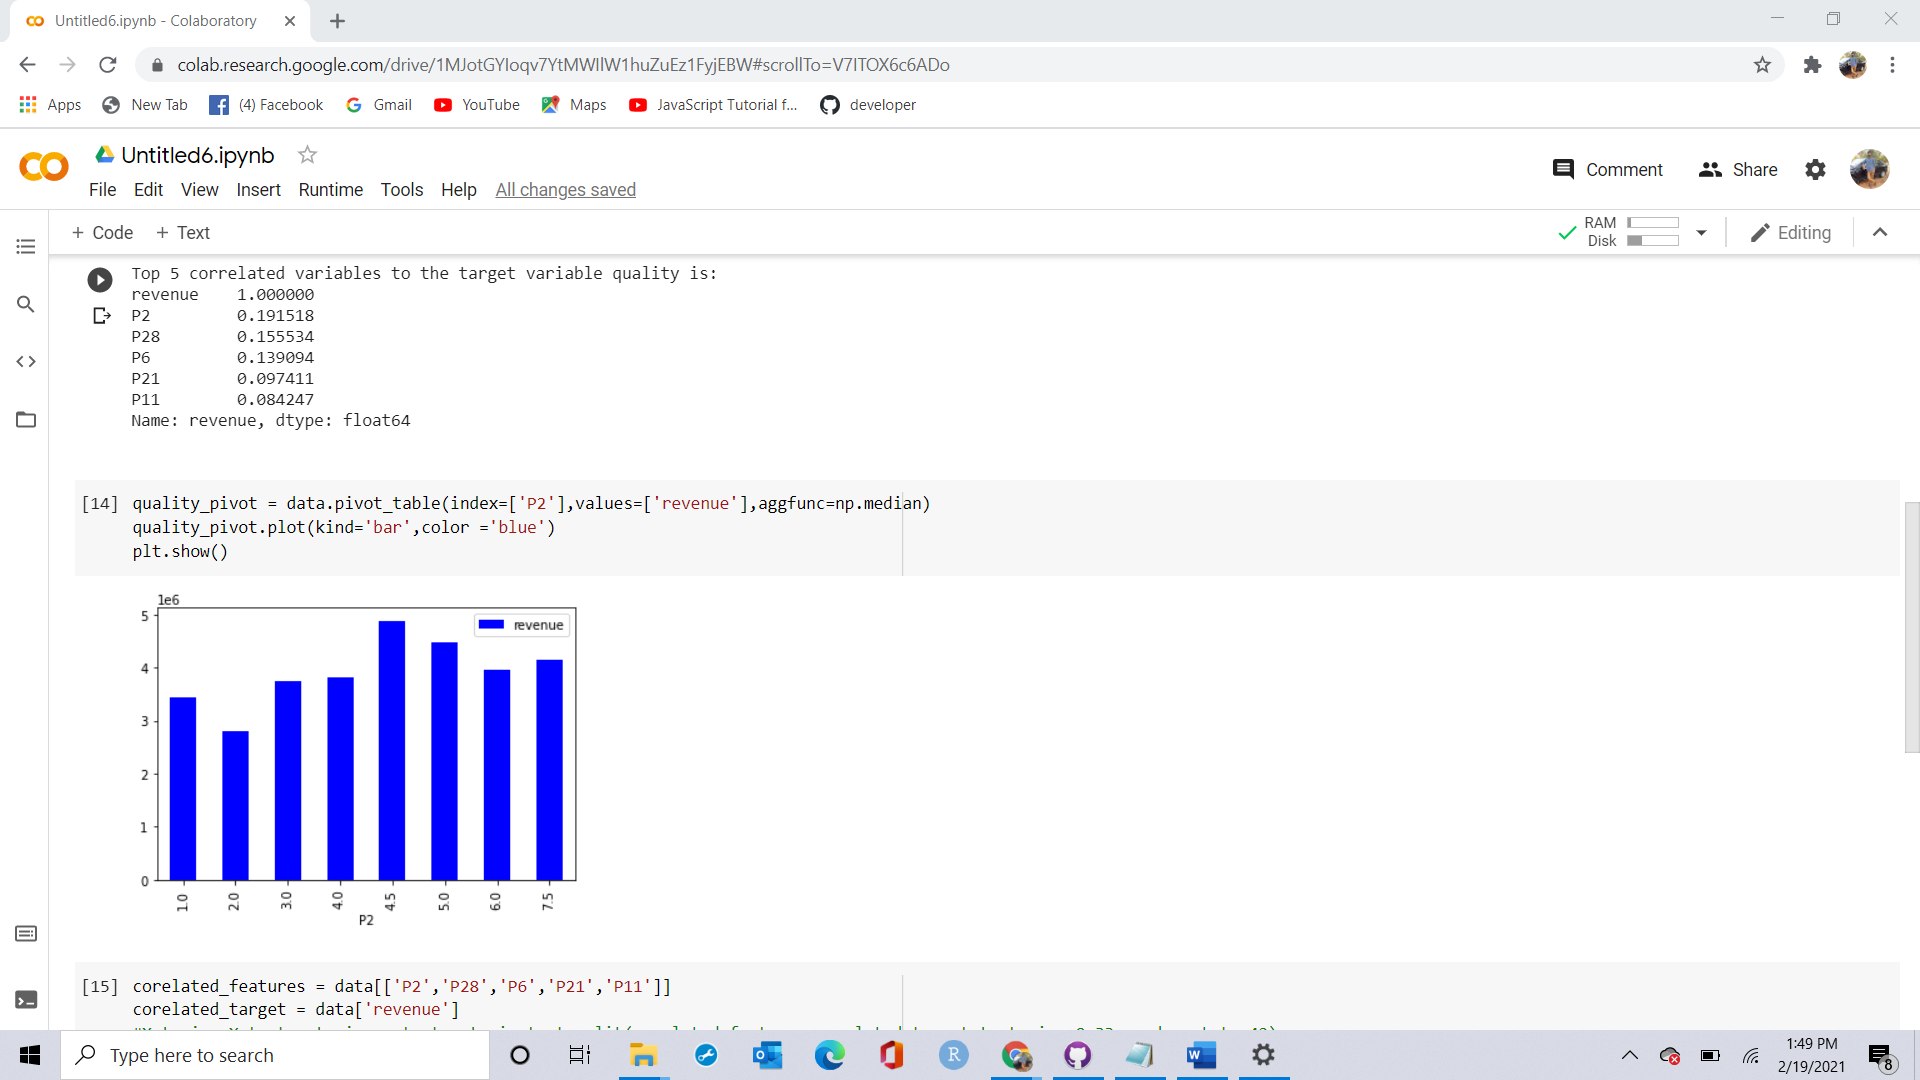 Untitled6.ipynb - Colaboratory
colab.research.google.com/drive/1MJotGYIoqv7YtMWIlW1huZuEz1FyjEBW#scrollTo=V7ITOX6c6ADo
Apps New Tab (4) Facebook Gmail YouTube Maps JavaScript Tutorial f... developer
Untitled6.ipynb
Comment Share
File Edit View Insert Runtime Tools Help All changes saved
+ Code + Text
RAM
Disk
Editing
Top 5 correlated variables to the target variable quality is:
revenue 1.000000
P2 0.191518
P28 0.155534
P6 0.139094
P21 0.097411
P11 0.084247
Name: revenue, dtype: float64
[14] quality_pivot = data.pivot_table(index=['P2'],values=['revenue'],aggfunc=np.median)
quality_pivot.plot(kind='bar',color ='blue')
plt.show()
1e6
revenue
5
4
3
2
1
0
1.0 2.0 3.0 4.0 4.5 5.0 6.0 7.5
P2
[15] corelated_features = data[['P2','P28','P6','P21','P11']]
corelated_target = data['revenue']
Type here to search
1:49 PM
2/19/2021
8